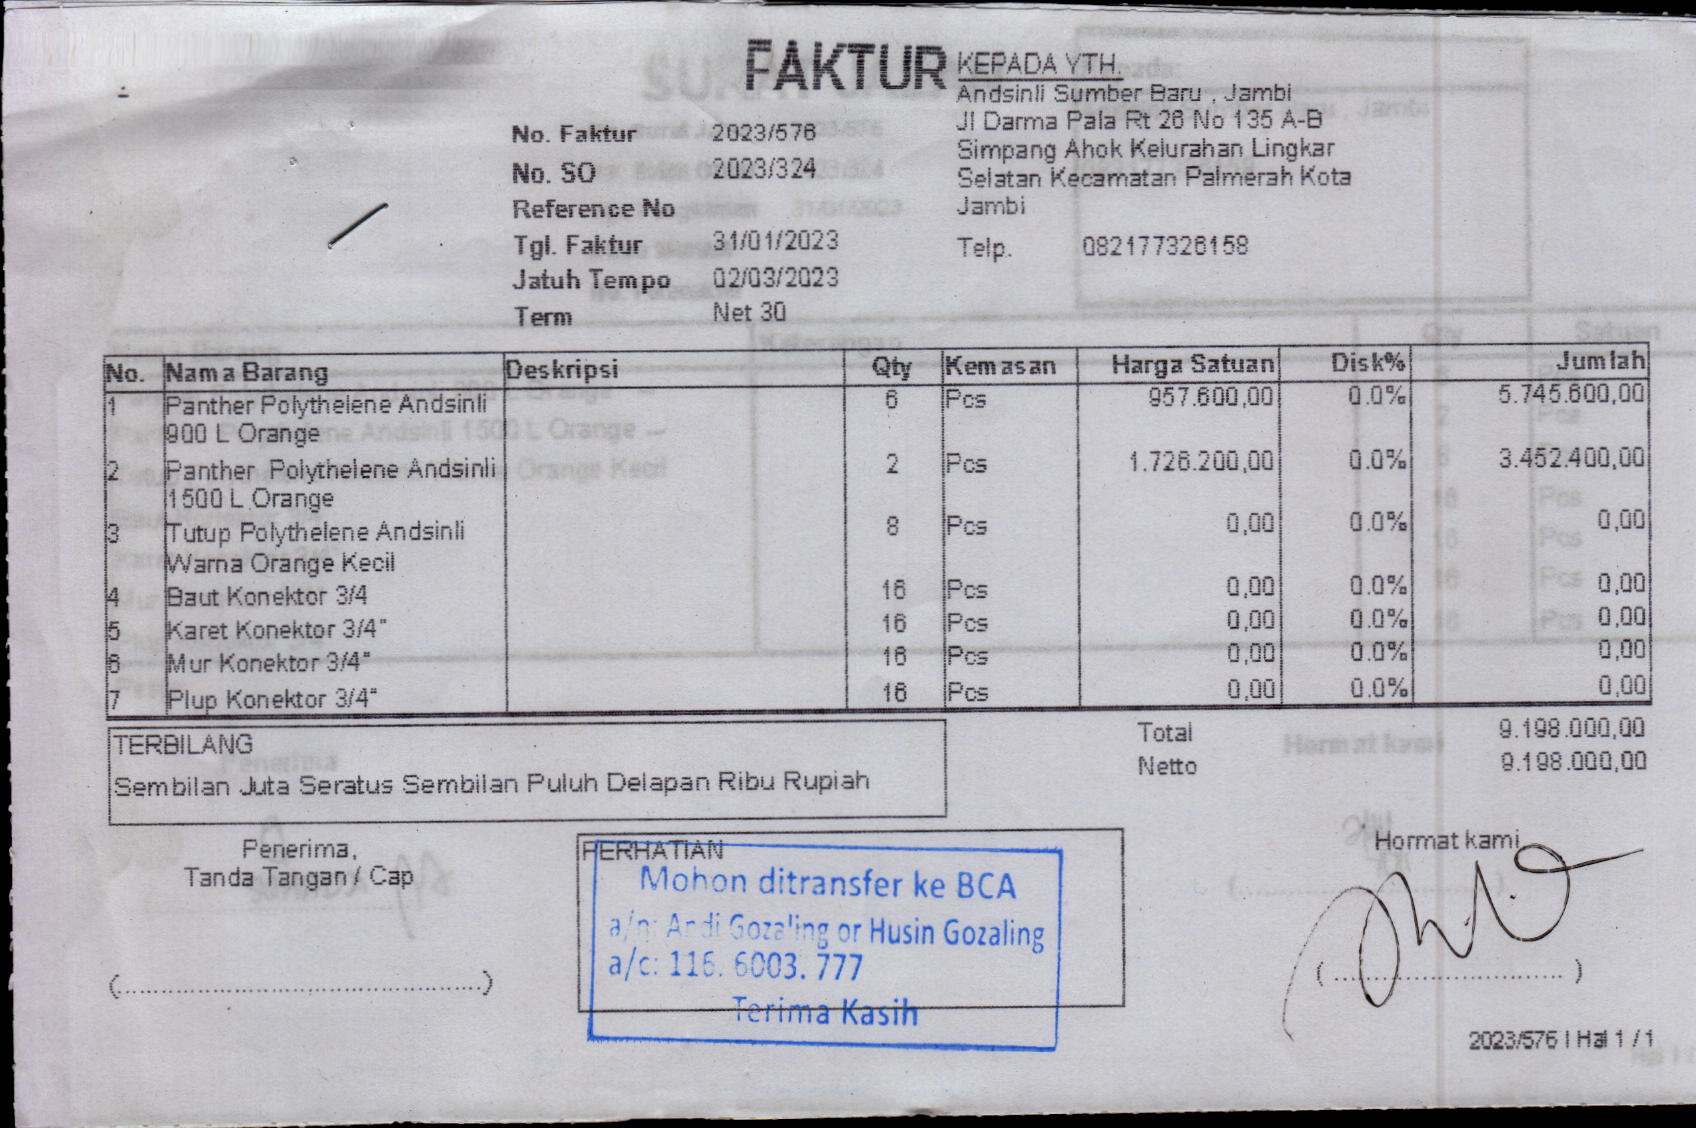 FAKTUR
KEPADA YTH.
Andsinli Sumber Baru , Jambi
Jl Darma Pala Rt 26 No 135 A-B
Simpang Ahok Kelurahan Lingkar
Selatan Kecamatan Palmerah Kota
Jambi
Telp. 082177326158
No. Faktur 2023/576
No. SO 2023/324
Reference No
Tgl. Faktur 31/01/2023
Jatuh Tempo 02/03/2023
Term Net 30
No. Nama Barang Deskripsi Qty Kemasan Harga Satuan Disk% Jumlah
1 Panther Polythelene Andsinli 6 Pcs 957.600,00 0.0% 5.745.600,00
900 L Orange
2 Panther Polythelene Andsinli 2 Pcs 1.726.200,00 0.0% 3.452.400,00
1500 L Orange
3 Tutup Polythelene Andsinli 8 Pcs 0,00 0.0% 0,00
Warna Orange Kecil
4 Baut Konektor 3/4 16 Pcs 0,00 0.0% 0,00
5 Karet Konektor 3/4" 16 Pcs 0,00 0.0% 0,00
6 Mur Konektor 3/4" 16 Pcs 0,00 0.0% 0,00
7 Plup Konektor 3/4" 16 Pcs 0,00 0.0% 0,00
Total 9.198.000,00
Netto 9.198.000,00
TERBILANG
Sembilan Juta Seratus Sembilan Puluh Delapan Ribu Rupiah
Penerima,
Tanda Tangan / Cap
(..............................................)
PERHATIAN
Mohon ditransfer ke BCA
a/n: Andi Gozaling or Husin Gozaling
a/c: 116. 6003. 777
Terima Kasih
Hormat kami
(..............................)
2023/576 | Hal 1 / 1